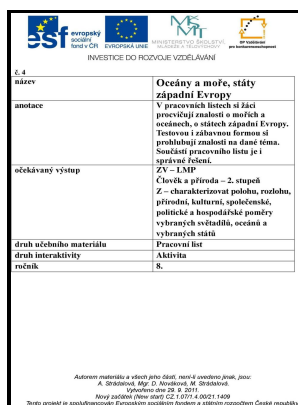 esf evropský sociální fond v ČR
EVROPSKÁ UNIE
MINISTERSTVO ŠKOLSTVÍ, MLÁDEŽE A TĚLOVÝCHOVY
OP Vzdělávání pro konkurenceschopnost
INVESTICE DO ROZVOJE VZDĚLÁVÁNÍ
č. 4
název
Oceány a moře, státy
západní Evropy
anotace
V pracovních listech si žáci
procvičují znalosti o mořích a
oceánech, o státech západní Evropy.
Testovou i zábavnou formou si
prohlubují znalosti na dané téma.
Součástí pracovního listu je i
správné řešení.
očekávaný výstup
ZV – LMP
Člověk a příroda – 2. stupeň
Z – charakterizovat polohu, rozlohu,
přírodní, kulturní, společenské,
politické a hospodářské poměry
vybraných světadílů, oceánů a
vybraných států
druh učebního materiálu
Pracovní list
druh interaktivity
Aktivita
ročník
8.
Autorem materiálu a všech jeho částí, není-li uvedeno jinak, jsou:
A. Strádalová, Mgr. D. Nováková, M. Strádalová.
Vytvořeno dne 29. 9. 2011.
Nový začátek (New start) CZ.1.07/1.4.00/21.1409
Tento projekt je spolufinancován Evropským sociálním fondem a státním rozpočtem České republiky.